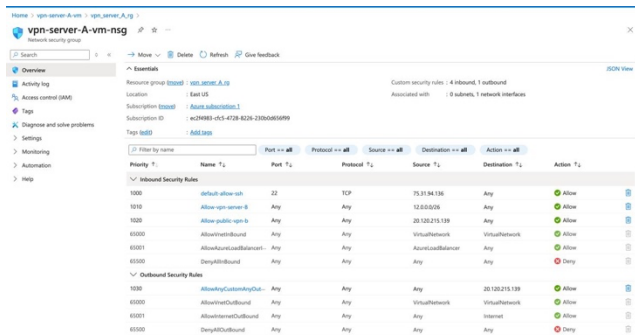 Home > vpn-server-A-vm > vpn_server_A_rg >
vpn-server-A-vm-nsg
Network security group
Search
Move Delete Refresh Give feedback
Overview
Activity log
Access control (IAM)
Tags
Diagnose and solve problems
Settings
Monitoring
Automation
Help
Essentials
JSON View
Resource group (move) : vpn_server_A_rg
Custom security rules : 4 inbound, 1 outbound
Location : East US
Associated with : 0 subnets, 1 network interfaces
Subscription (move) : Azure subscription 1
Subscription ID : ec2f4983-cfc5-4728-8226-230b0d656f99
Tags (edit) : Add tags
Filter by name
Port == all
Protocol == all
Source == all
Destination == all
Action == all
Priority Name Port Protocol Source Destination Action
Inbound Security Rules
1000 default-allow-ssh 22 TCP 75.31.94.136 Any Allow
1010 Allow-vpn-server-B Any Any 12.0.0.0/26 Any Allow
1020 Allow-public-vpn-b Any Any 20.120.215.139 Any Allow
65000 AllowVnetInBound Any Any VirtualNetwork VirtualNetwork Allow
65001 AllowAzureLoadBalancerI... Any Any AzureLoadBalancer Any Allow
65500 DenyAllInBound Any Any Any Any Deny
Outbound Security Rules
1030 AllowAnyCustomAnyOut... Any Any Any 20.120.215.139 Allow
65000 AllowVnetOutBound Any Any VirtualNetwork VirtualNetwork Allow
65001 AllowInternetOutBound Any Any Any Internet Allow
65500 DenyAllOutBound Any Any Any Any Deny